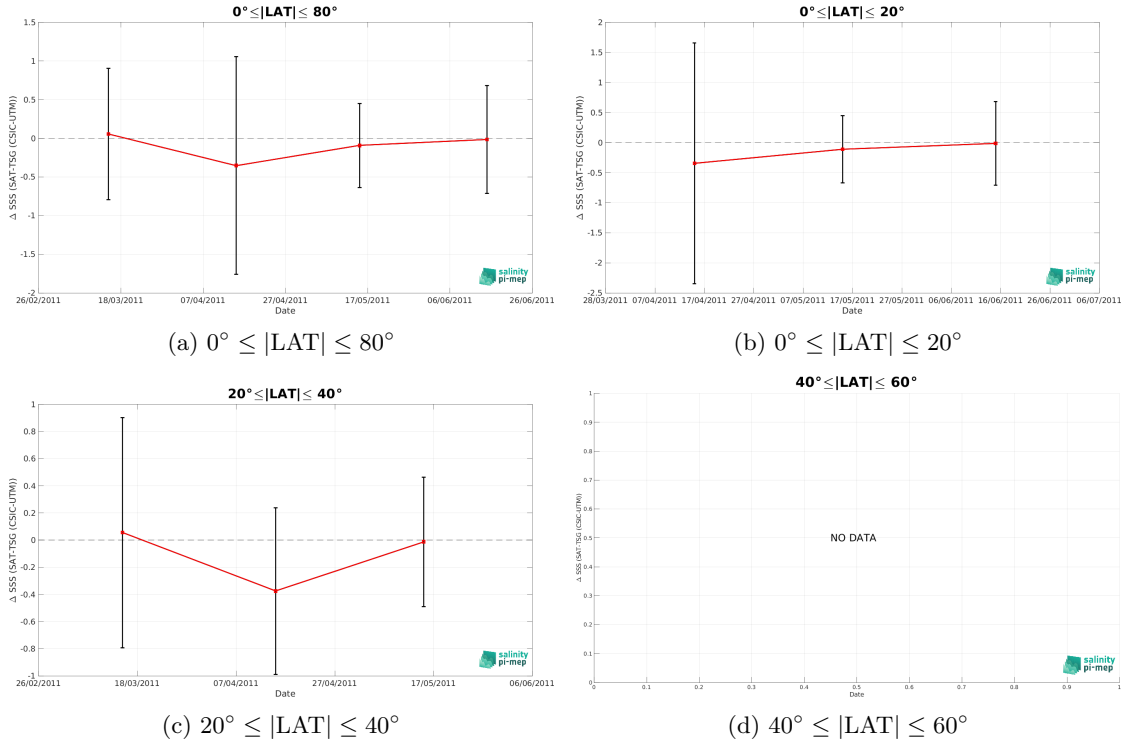 0°≤|LAT|≤ 80°
1.5
1
0.5
0
-0.5
-1
-1.5
-2
Δ SSS (SAT-TSG (CSIC-UTM))
26/02/2011 18/03/2011 07/04/2011 27/04/2011 17/05/2011 06/06/2011 26/06/2011
Date
salinity
pi-mep
(a) 0° ≤ |LAT| ≤ 80°
0°≤|LAT|≤ 20°
2
1.5
1
0.5
0
-0.5
-1
-1.5
-2
-2.5
Δ SSS (SAT-TSG (CSIC-UTM))
28/03/2011 07/04/2011 17/04/2011 27/04/2011 07/05/2011 17/05/2011 27/05/2011 06/06/2011 16/06/2011 26/06/2011 06/07/2011
Date
salinity
pi-mep
(b) 0° ≤ |LAT| ≤ 20°
20°≤|LAT|≤ 40°
1
0.8
0.6
0.4
0.2
0
-0.2
-0.4
-0.6
-0.8
-1
Δ SSS (SAT-TSG (CSIC-UTM))
26/02/2011 18/03/2011 07/04/2011 27/04/2011 17/05/2011 06/06/2011
Date
salinity
pi-mep
(c) 20° ≤ |LAT| ≤ 40°
40°≤|LAT|≤ 60°
1
0.9
0.8
0.7
0.6
0.5
0.4
0.3
0.2
0.1
0
Δ SSS (SAT-TSG (CSIC-UTM))
NO DATA
0 0.1 0.2 0.3 0.4 0.5 0.6 0.7 0.8 0.9 1
Date
salinity
pi-mep
(d) 40° ≤ |LAT| ≤ 60°